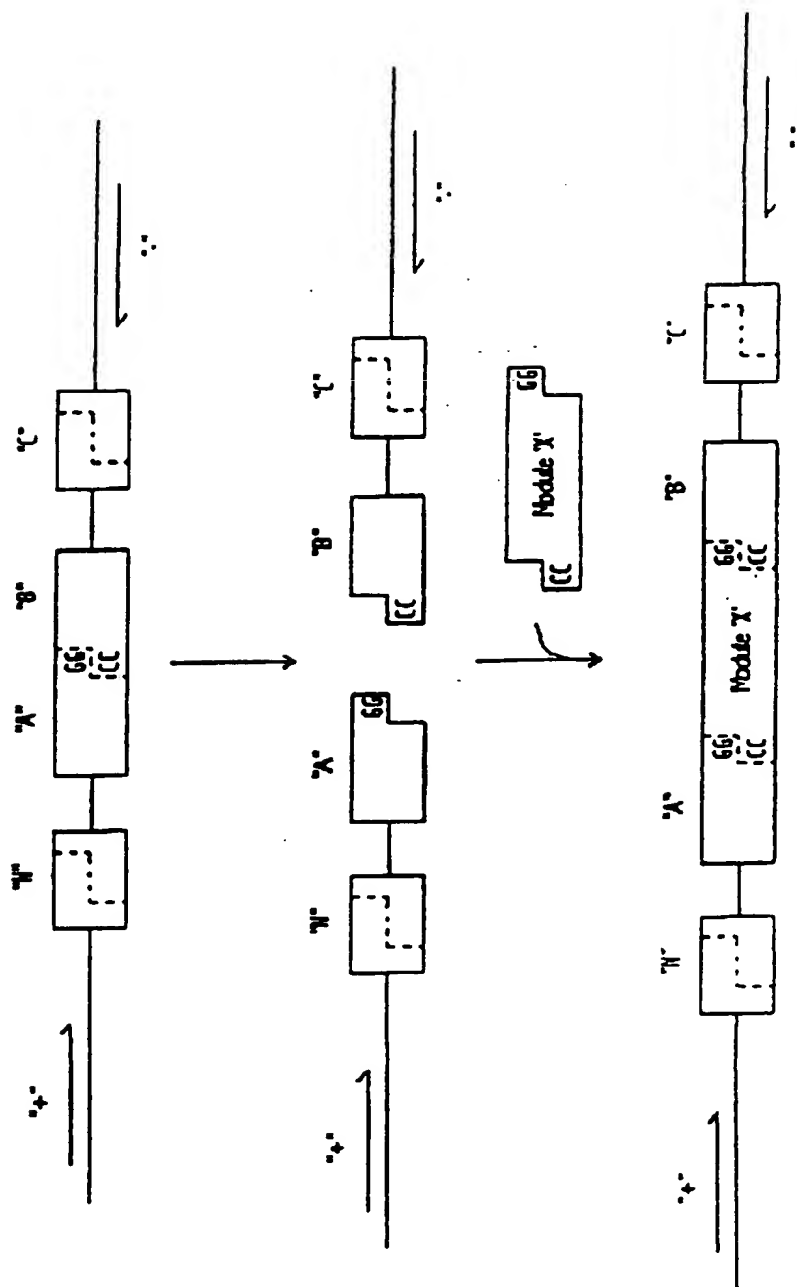 "+" "N" "A" "B" "C"
GG
CC
"-"
"+" "N" "A" "B" "C"
GG
CC
"-"
GG
Module 'X'
CC
"+" "N" "A" "B" "C"
GG GG
Module 'X'
CC CC
"-"